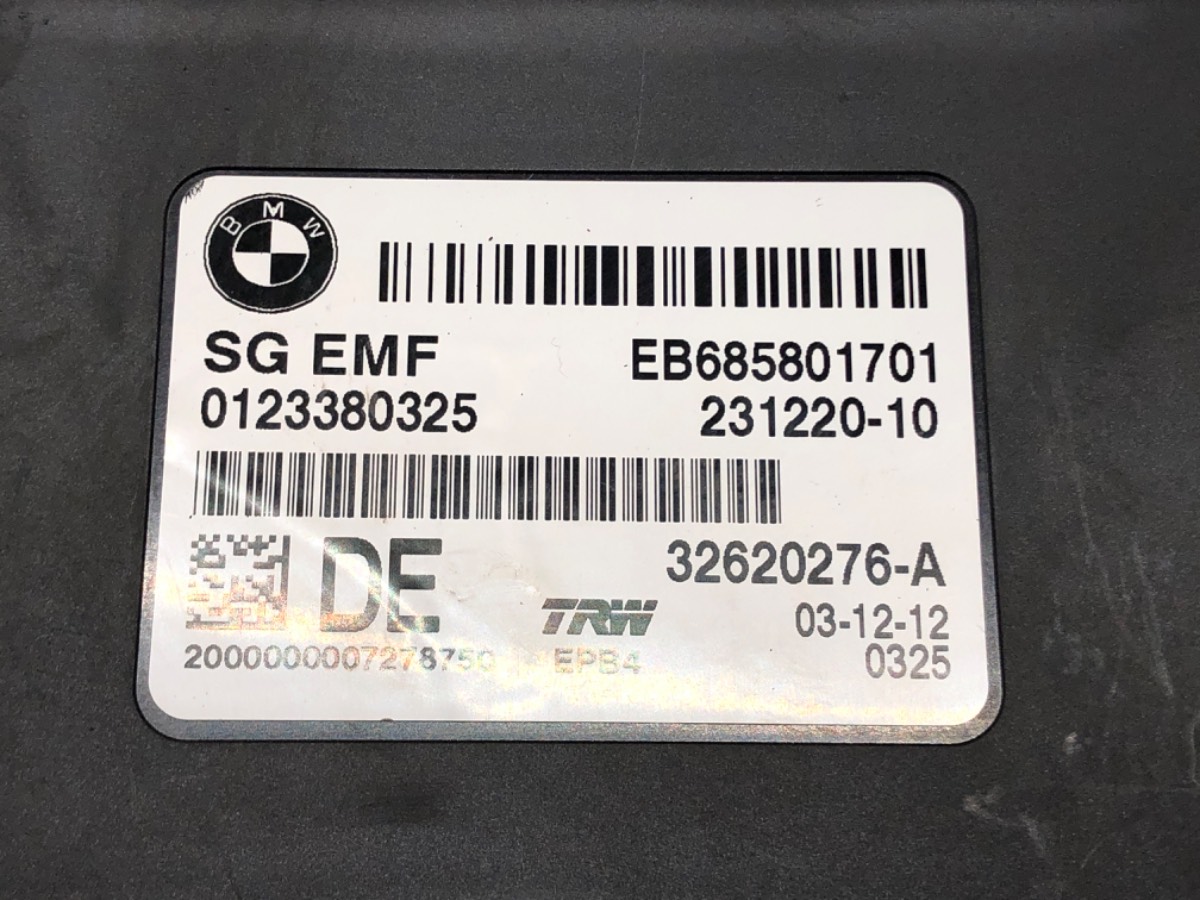 BMW
SG EMF EB685801701
0123380325 231220-10
DE 32620276-A
TRW 03-12-12
20000000007278750 EPB4 0325